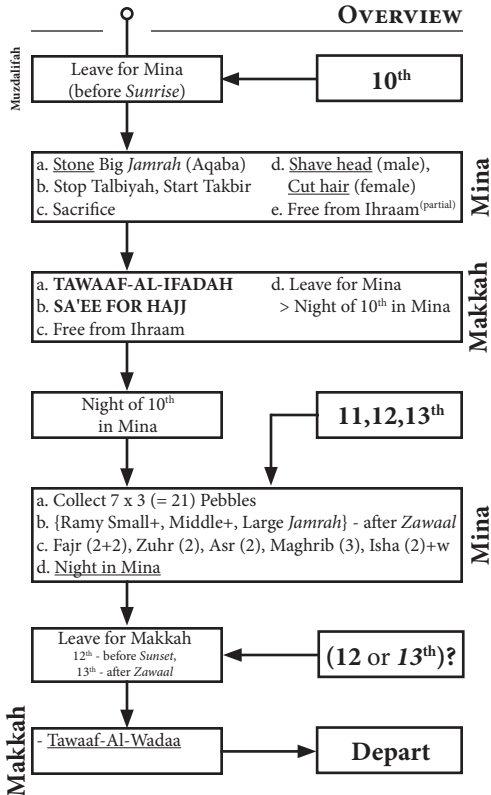 OVERVIEW
Muzdalifah
Leave for Mina
(before Sunrise)
10th
a. Stone Big Jamrah (Aqaba)
b. Stop Talbiyah, Start Takbir
c. Sacrifice
d. Shave head (male),
Cut hair (female)
e. Free from Ihraam(partial)
Mina
a. TAWAAF-AL-IFADAH
b. SA'EE FOR HAJJ
c. Free from Ihraam
d. Leave for Mina
> Night of 10th in Mina
Makkah
Night of 10th
in Mina
11,12,13th
a. Collect 7 x 3 (= 21) Pebbles
b. {Ramy Small+, Middle+, Large Jamrah} - after Zawaal
c. Fajr (2+2), Zuhr (2), Asr (2), Maghrib (3), Isha (2)+w
d. Night in Mina
Mina
Leave for Makkah
12th - before Sunset,
13th - after Zawaal
(12 or 13th)?
Makkah
- Tawaaf-Al-Wadaa
Depart